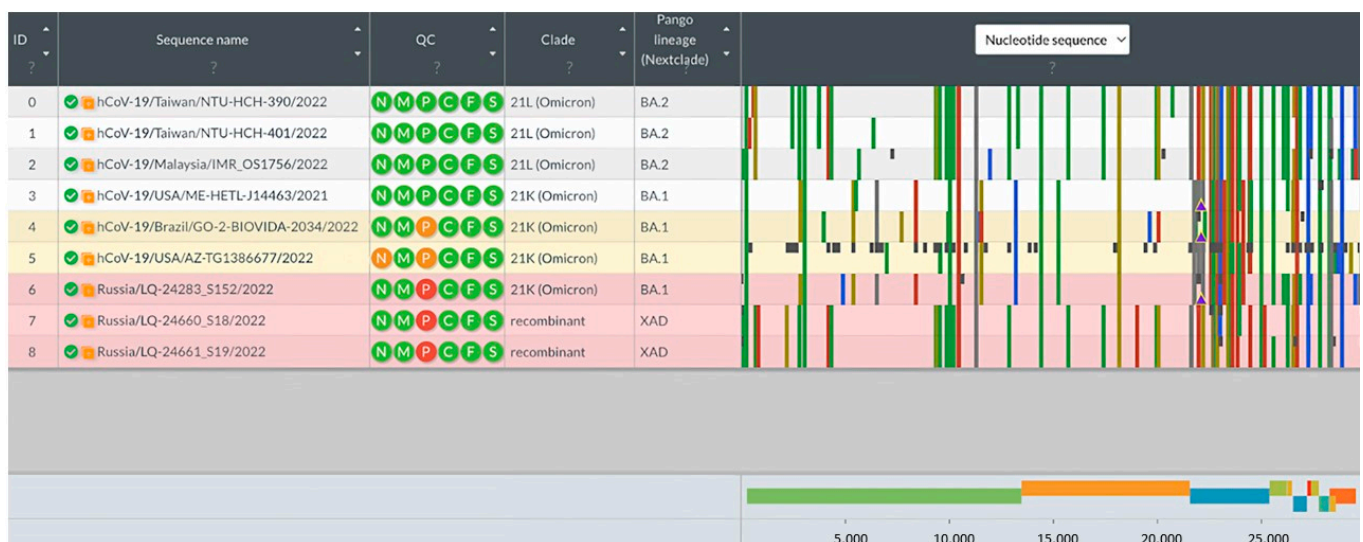 ID Sequence name QC Clade Pango lineage (Nextclade) Nucleotide sequence
? ? ? ? ? ?
0 hCoV-19/Taiwan/NTU-HCH-390/2022 N M P C F S 21L (Omicron) BA.2
1 hCoV-19/Taiwan/NTU-HCH-401/2022 N M P C F S 21L (Omicron) BA.2
2 hCoV-19/Malaysia/IMR_OS1756/2022 N M P C F S 21L (Omicron) BA.2
3 hCoV-19/USA/ME-HETL-J14463/2021 N M P C F S 21K (Omicron) BA.1
4 hCoV-19/Brazil/GO-2-BIOVIDA-2034/2022 N M P C F S 21K (Omicron) BA.1
5 hCoV-19/USA/AZ-TG1386677/2022 N M P C F S 21K (Omicron) BA.1
6 Russia/LQ-24283_S152/2022 N M P C F S 21K (Omicron) BA.1
7 Russia/LQ-24660_S18/2022 N M P C F S recombinant XAD
8 Russia/LQ-24661_S19/2022 N M P C F S recombinant XAD
5.000 10.000 15.000 20.000 25.000